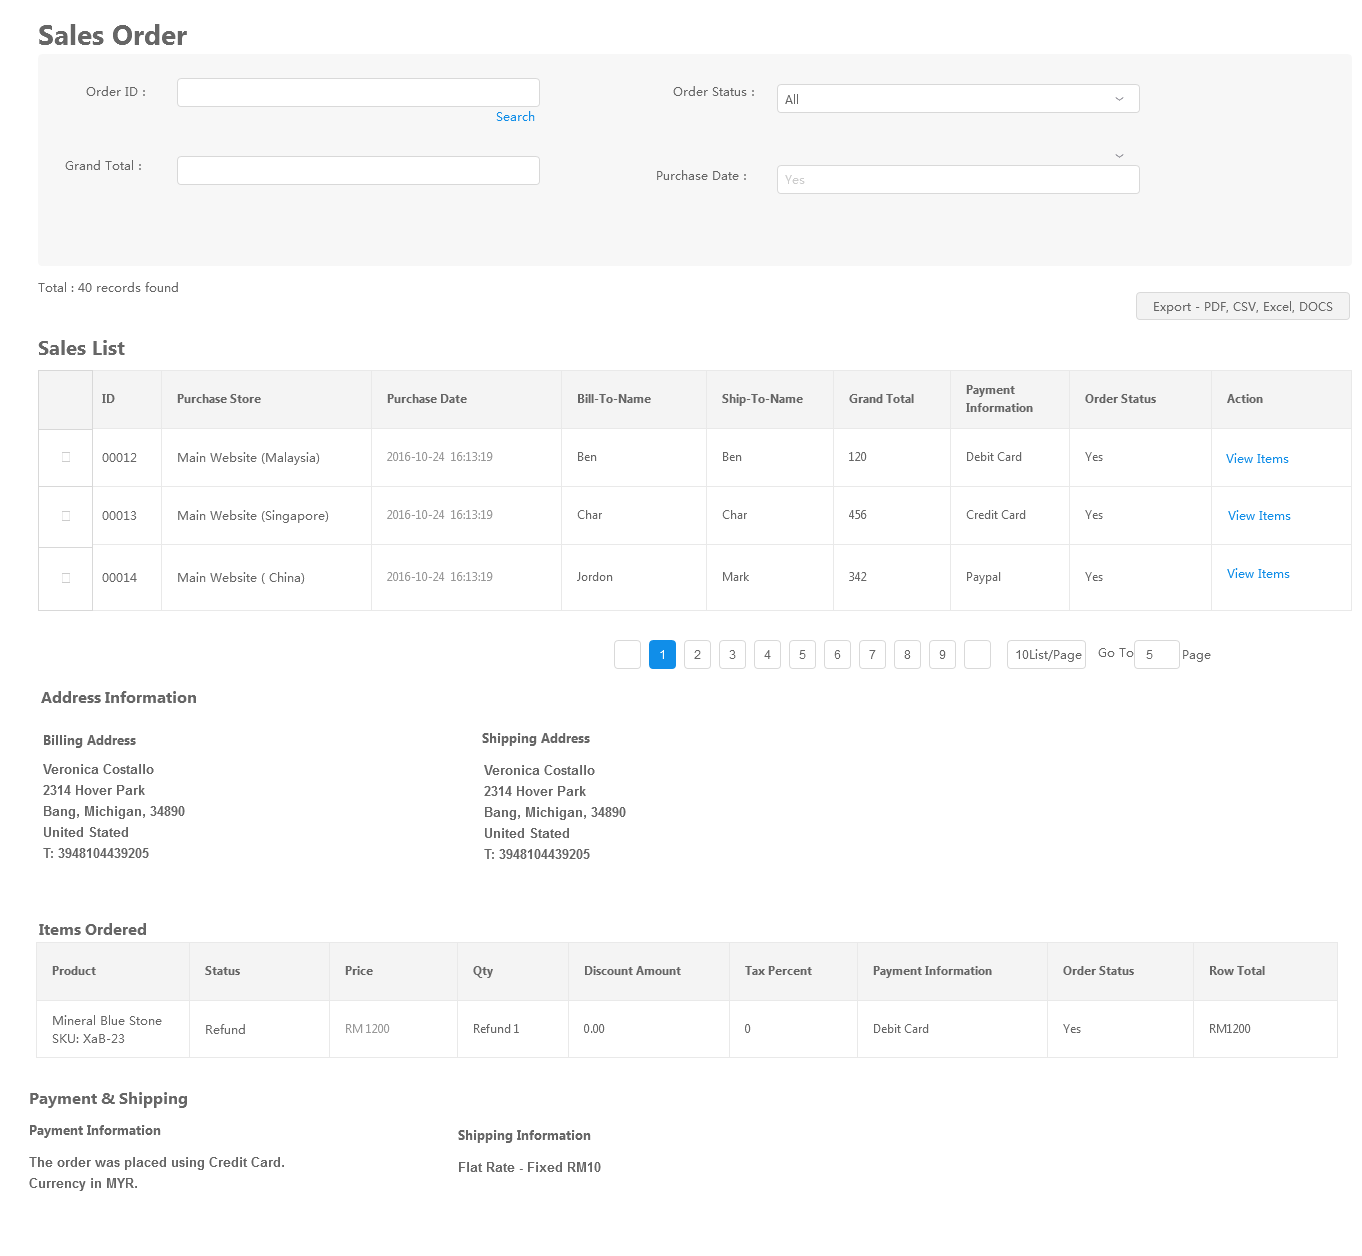 Sales Order
Order ID :
Order Status :
All
Search
Grand Total :
Purchase Date :
Yes
Total : 40 records found
Export - PDF, CSV, Excel, DOCS
Sales List
ID Purchase Store Purchase Date Bill-To-Name Ship-To-Name Grand Total Payment Information Order Status Action
00012 Main Website (Malaysia) 2016-10-24 16:13:19 Ben Ben 120 Debit Card Yes View Items
00013 Main Website (Singapore) 2016-10-24 16:13:19 Char Char 456 Credit Card Yes View Items
00014 Main Website ( China) 2016-10-24 16:13:19 Jordon Mark 342 Paypal Yes View Items
1 2 3 4 5 6 7 8 9 10List/Page Go To 5 Page
Address Information
Billing Address
Veronica Costallo
2314 Hover Park
Bang, Michigan, 34890
United Stated
T: 3948104439205
Shipping Address
Veronica Costallo
2314 Hover Park
Bang, Michigan, 34890
United Stated
T: 3948104439205
Items Ordered
Product Status Price Qty Discount Amount Tax Percent Payment Information Order Status Row Total
Mineral Blue Stone
SKU: XaB-23
Refund RM 1200 Refund 1 0.00 0 Debit Card Yes RM1200
Payment & Shipping
Payment Information
The order was placed using Credit Card.
Currency in MYR.
Shipping Information
Flat Rate - Fixed RM10